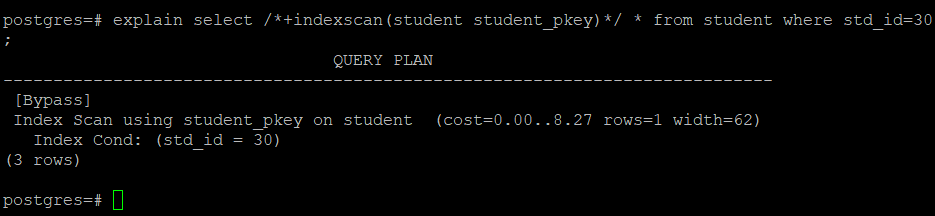 postgres=# explain select /*+indexscan(student student_pkey)*/ * from student where std_id=30
;
QUERY PLAN
-----------------------------------------------------------------------------
[Bypass]
Index Scan using student_pkey on student  (cost=0.00..8.27 rows=1 width=62)
Index Cond: (std_id = 30)
(3 rows)
postgres=#